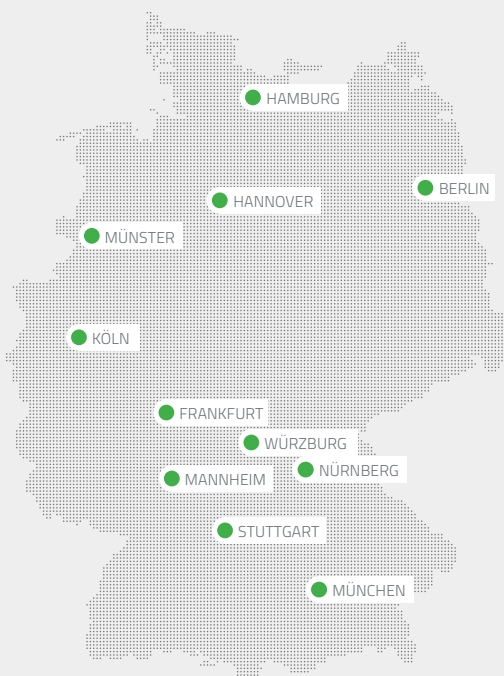 HAMBURG
BERLIN
HANNOVER
MÜNSTER
KÖLN
FRANKFURT
WÜRZBURG
NÜRNBERG
MANNHEIM
STUTTGART
MÜNCHEN